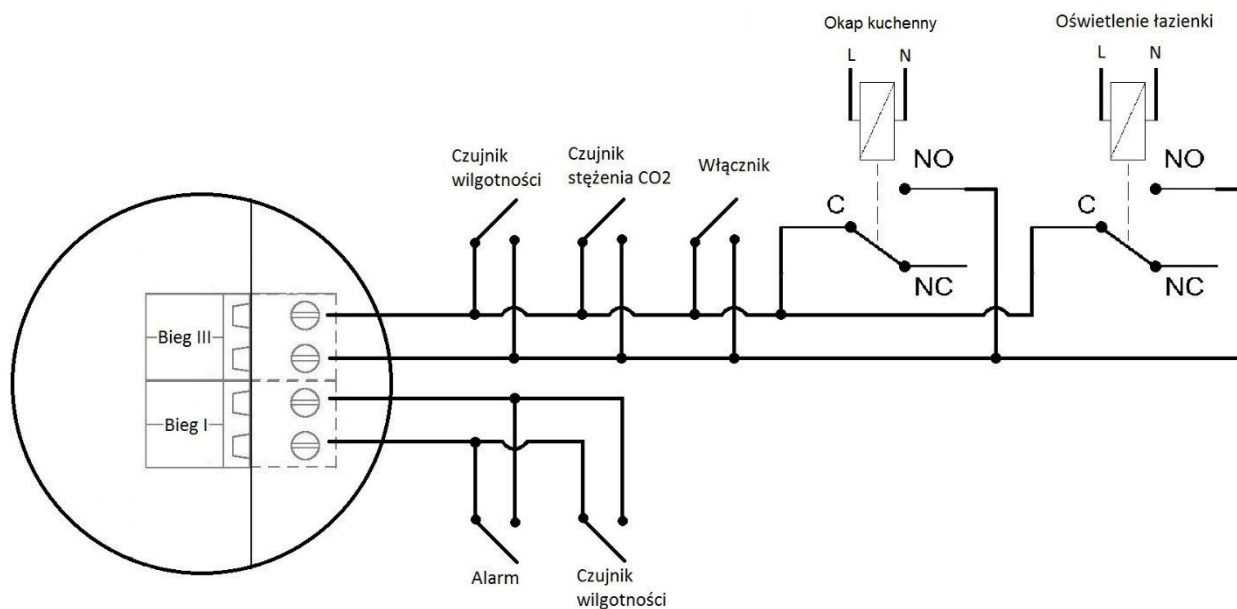 Okap kuchenny
Oświetlenie łazienki
L N
L N
Czujnik
wilgotności
Czujnik
stężenia CO2
Włącznik
NO
C
NC
NO
C
NC
Bieg III
Bieg I
Alarm
Czujnik
wilgotności